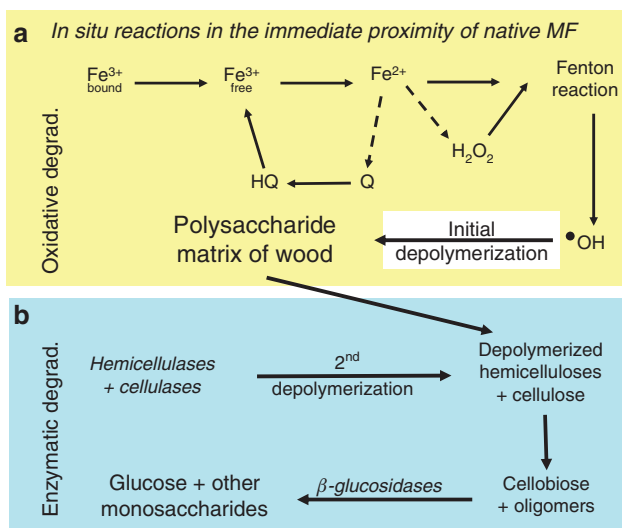 a In situ reactions in the immediate proximity of native MF
Oxidative degrad.
Fe³⁺
bound
Fe³⁺
free
Fe²⁺
Fenton
reaction
H₂O₂
HQ
Q
Polysaccharide
matrix of wood
Initial
depolymerization
•OH
b
Enzymatic degrad.
Hemicellulases
+ cellulases
2ⁿᵈ
depolymerization
Depolymerized
hemicelluloses
+ cellulose
Glucose + other
monosaccharides
β-glucosidases
Cellobiose
+ oligomers